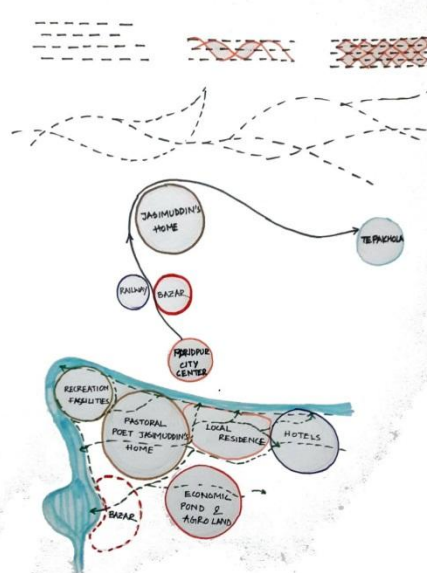 JASIMUDDIN'S
HOME
TEPAKHOLA
RAILWAY
BAZAR
FORIDPUR
CITY
CENTER
RECREATION
FACILITIES
PASTORAL
POET JASIMUDDIN'S
HOME
LOCAL
RESIDENCE
HOTELS
ECONOMIC
POND &
AGRO LAND
BAZAR